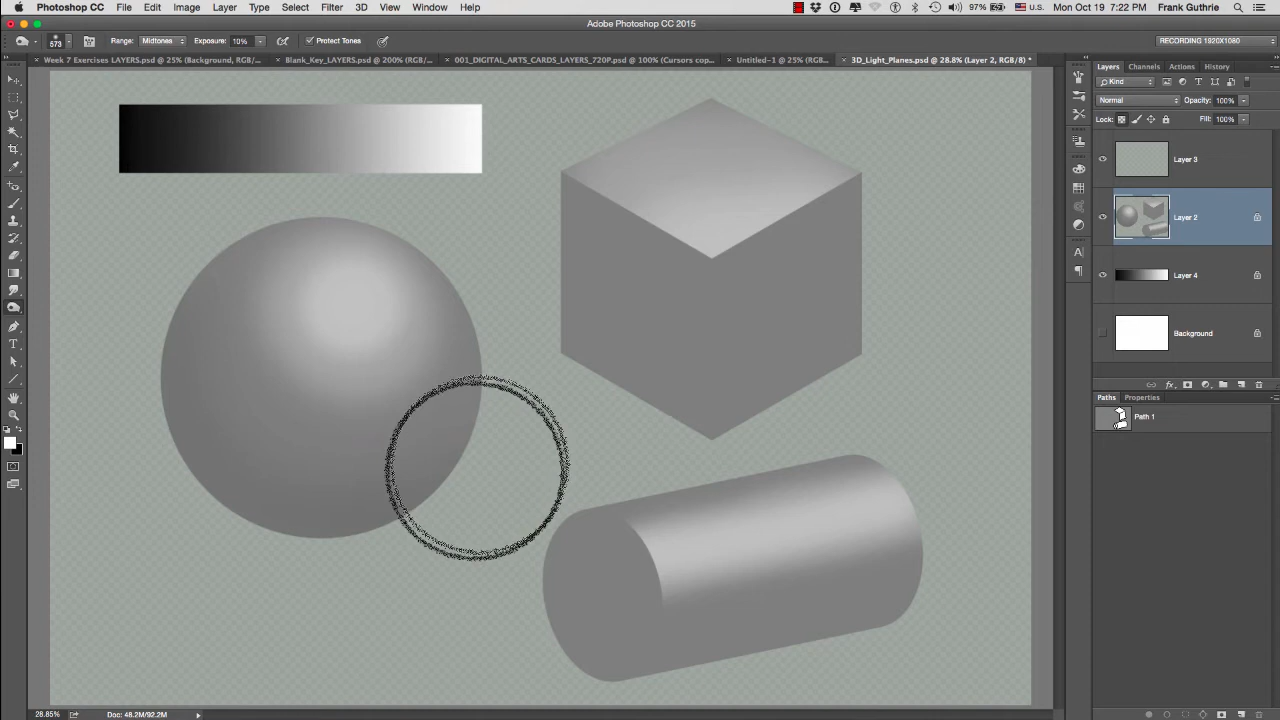 Photoshop CC File Edit Image Layer Type Select Filter 3D View Window Help 97% U.S. Mon Oct 19 7:22 PM Frank Guthrie
Adobe Photoshop CC 2015
573 Range: Midtones Exposure: 10% Protect Tones RECORDING 1920X1080
Week 7 Exercises LAYERS.psd @ 25% (Background, RGB/... Blank_Key_LAYERS.psd @ 200% (RGB/... 001_DIGITAL_ARTS_CARDS_LAYERS_720P.psd @ 100% (Cursors cop... Untitled-1 @ 25% (RGB... 3D_Light_Planes.psd @ 28.8% (Layer 2, RGB/8) *
Layers Channels Actions History
Kind
Normal Opacity: 100%
Lock: Fill: 100%
Layer 3
Layer 2
Layer 4
Background
Paths Properties
Path 1
28.85% Doc: 48.2M/92.2M